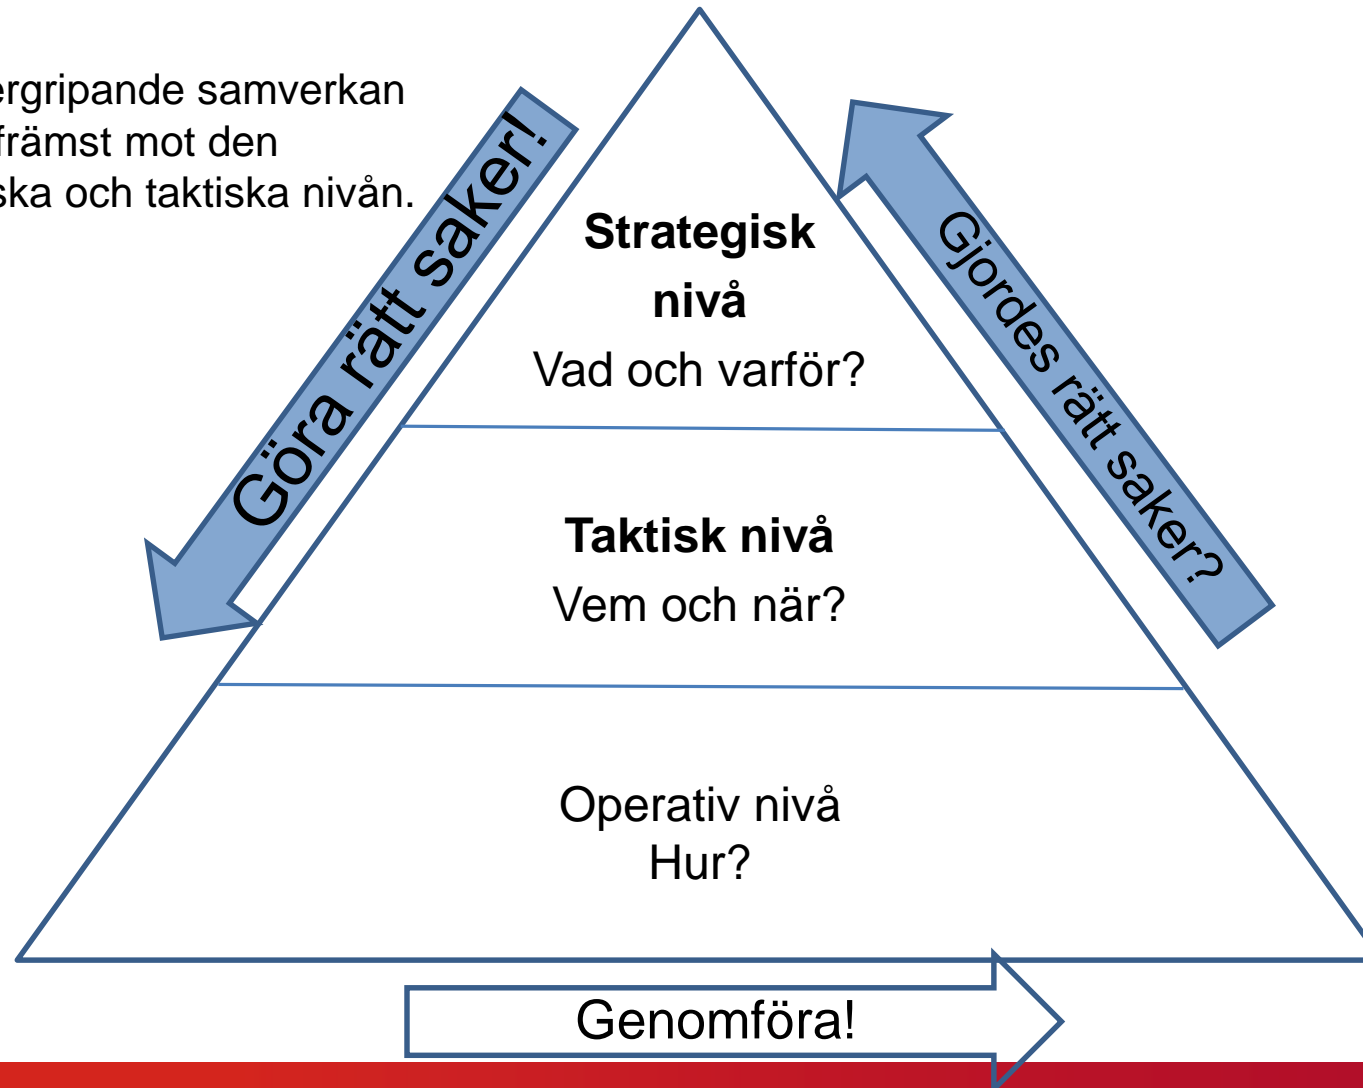 ergripande samverkan
främst mot den
ska och taktiska nivån.
Göra rätt saker!
Gjordes rätt saker?
Strategisk
nivå
Vad och varför?
Taktisk nivå
Vem och när?
Operativ nivå
Hur?
Genomföra!